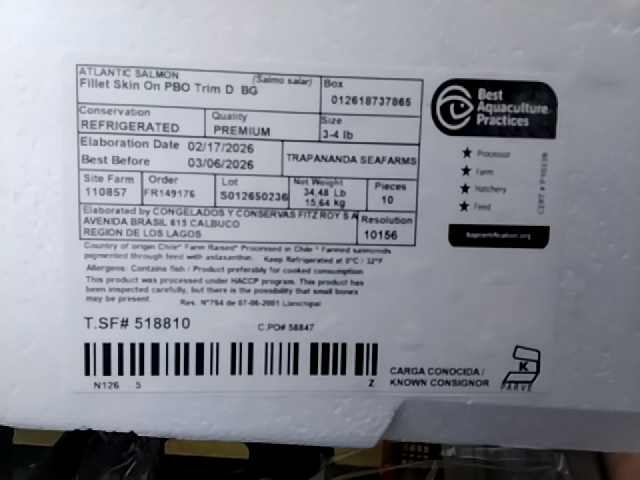 ATLANTIC SALMON (Salmo salar)
Fillet Skin On PBO Trim D BG
Box
012618737865
Conservation
REFRIGERATED
Quality
PREMIUM
Size
3-4 lb
Elaboration Date 02/17/2026
Best Before 03/06/2026
TRAPANANDA SEAFARMS
Site Farm
110857
Order
FR149176
Lot
S012650236
Net Weight
34,48 Lb
15,64 kg
Pieces
10
Elaborated by CONGELADOS Y CONSERVAS FITZ ROY S A
AVENIDA BRASIL 615 CALBUCO
REGION DE LOS LAGOS
Resolution
10156
Country of origin Chile* Farm Raised* Processed in Chile * Farmed salmonids
pigmented through feed with astaxanthin. Keep Refrigerated at 0°C / 32°F
Allergens: Contains fish / Product preferably for cooked consumption
This product was processed under HACCP program. This product has
been inspected carefully, but there is the possibility that small bones
may be present Res. N°764 de 07-06-2001 Llanchipal
T.SF# 518810
C.PO# 58847
N126 5 Z
CARGA CONOCIDA /
KNOWN CONSIGNOR
K
PARVE
Best
Aquaculture
Practices
Processor
Farm
Hatchery
Feed
bapcertification.org